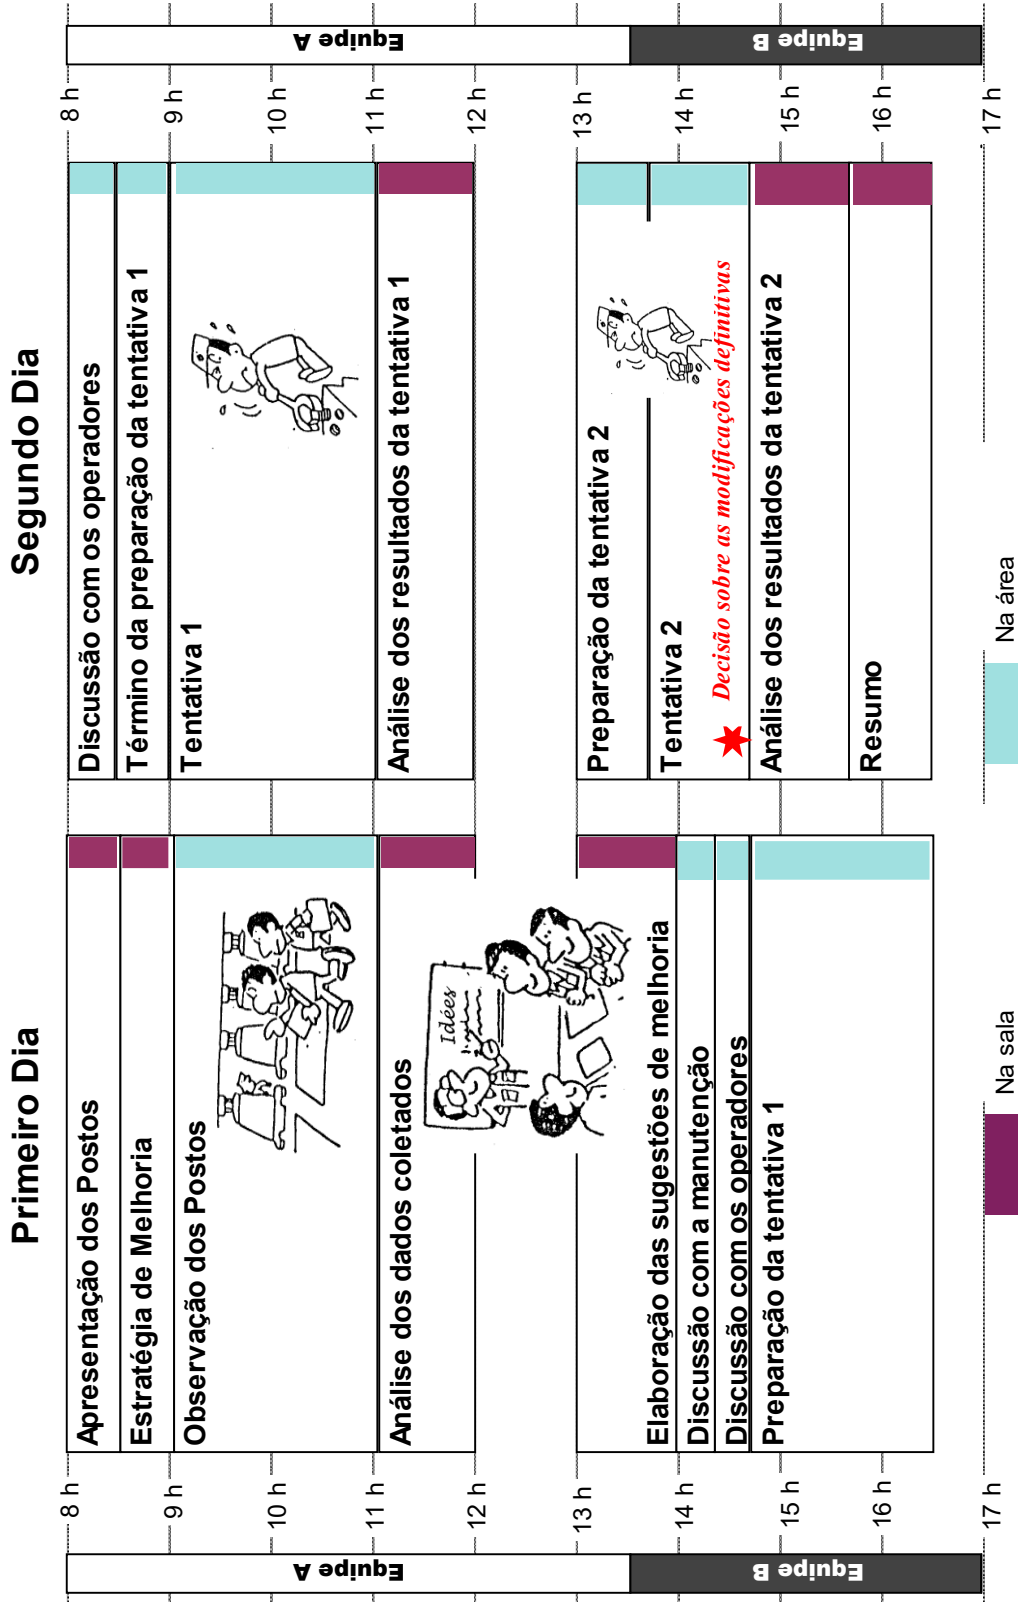 Primeiro Dia
Segundo Dia
Equipe A
Equipe B
8 h
9 h
10 h
11 h
12 h
13 h
14 h
15 h
16 h
17 h
Apresentação dos Postos
Estratégia de Melhoria
Observação dos Postos
Análise dos dados coletados
Idées
Elaboração das sugestões de melhoria
Discussão com a manutenção
Discussão com os operadores
Preparação da tentativa 1
Discussão com os operadores
Término da preparação da tentativa 1
Tentativa 1
Análise dos resultados da tentativa 1
Preparação da tentativa 2
Tentativa 2
Decisão sobre as modificações definitivas
Análise dos resultados da tentativa 2
Resumo
8 h
9 h
10 h
11 h
12 h
13 h
14 h
15 h
16 h
17 h
Equipe A
Equipe B
Na sala
Na área